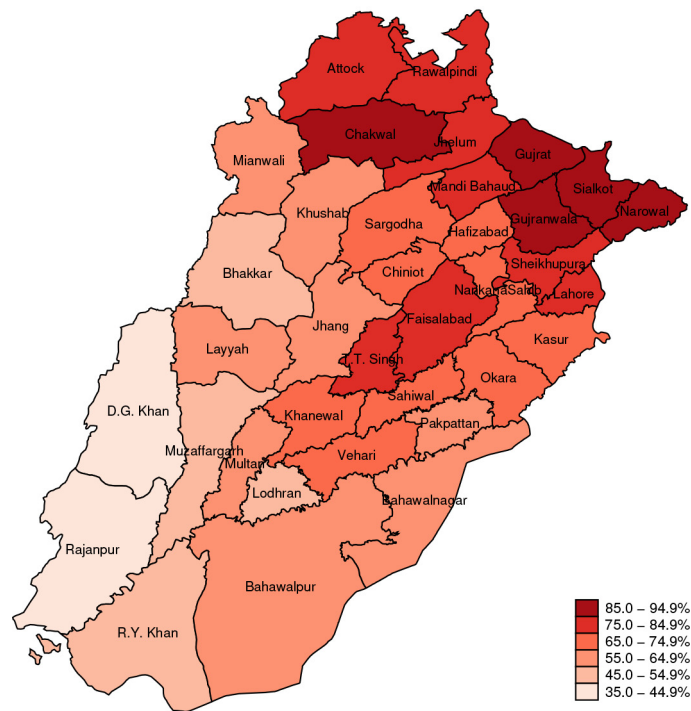 Attock
Rawalpindi
Chakwal
Jhelum
Gujrat
Mianwali
Mandi Bahaud
Sialkot
Khushab
Sargodha
Hafizabad
Gujranwala
Narowal
Bhakkar
Chiniot
Sheikhupura
NankanaSahib
Lahore
Jhang
Faisalabad
Layyah
T.T. Singh
Kasur
Okara
D.G. Khan
Khanewal
Sahiwal
Pakpattan
Muzaffargarh
Multan
Vehari
Lodhran
Bahawalnagar
Rajanpur
Bahawalpur
R.Y. Khan
85.0 – 94.9%
75.0 – 84.9%
65.0 – 74.9%
55.0 – 64.9%
45.0 – 54.9%
35.0 – 44.9%